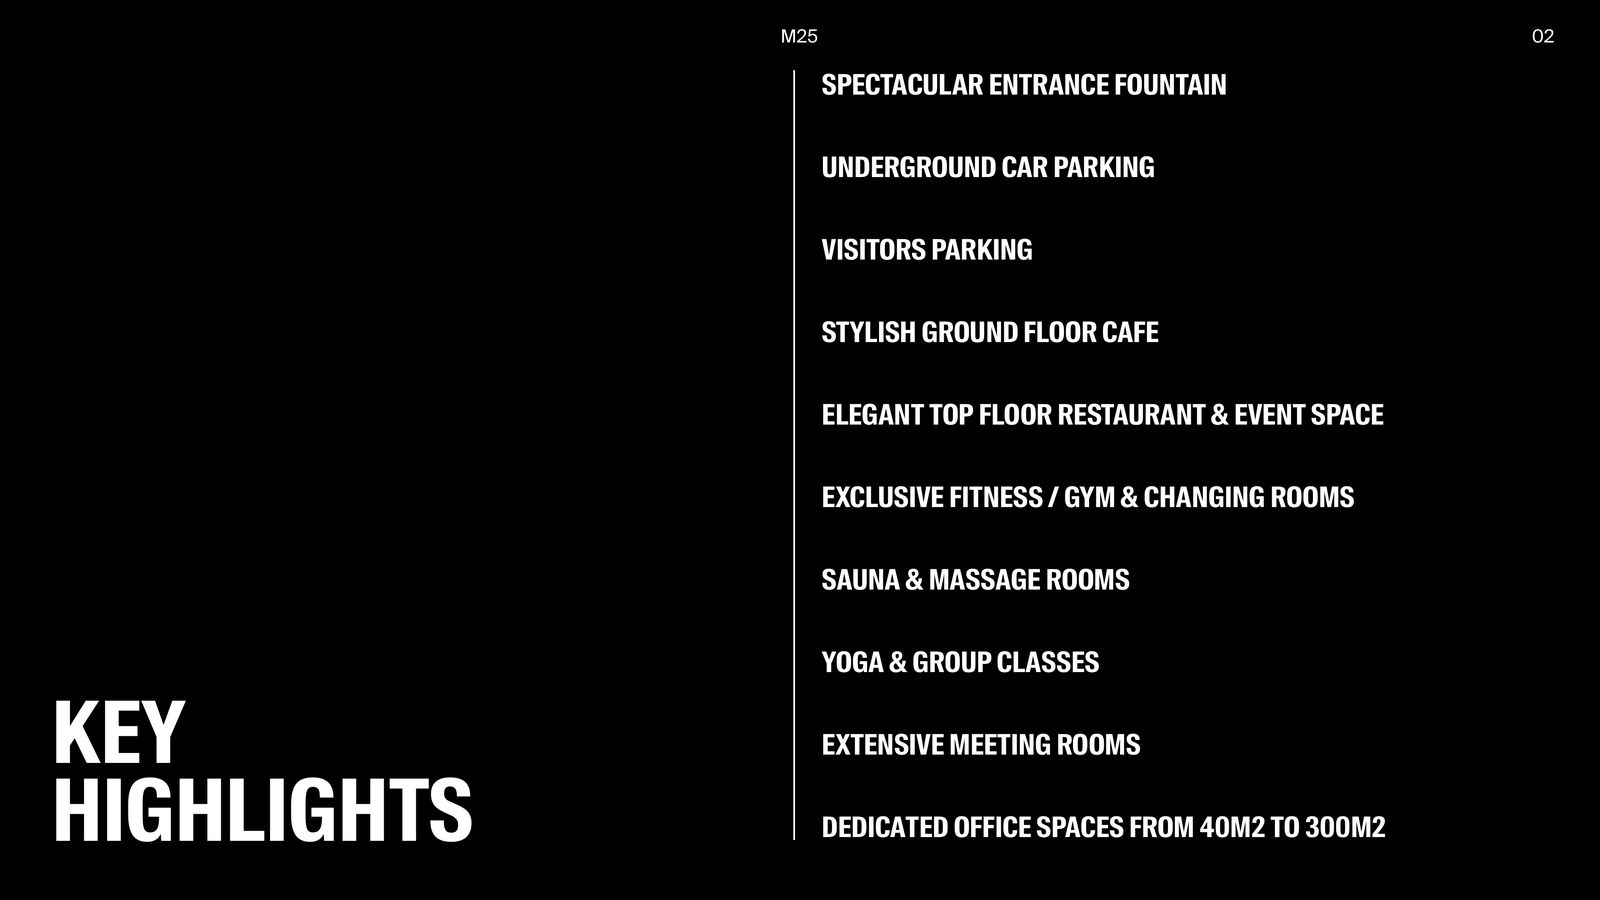 M25
02
SPECTACULAR ENTRANCE FOUNTAIN
UNDERGROUND CAR PARKING
VISITORS PARKING
STYLISH GROUND FLOOR CAFE
ELEGANT TOP FLOOR RESTAURANT & EVENT SPACE
EXCLUSIVE FITNESS / GYM & CHANGING ROOMS
SAUNA & MASSAGE ROOMS
YOGA & GROUP CLASSES
EXTENSIVE MEETING ROOMS
DEDICATED OFFICE SPACES FROM 40M2 TO 300M2
KEY
HIGHLIGHTS